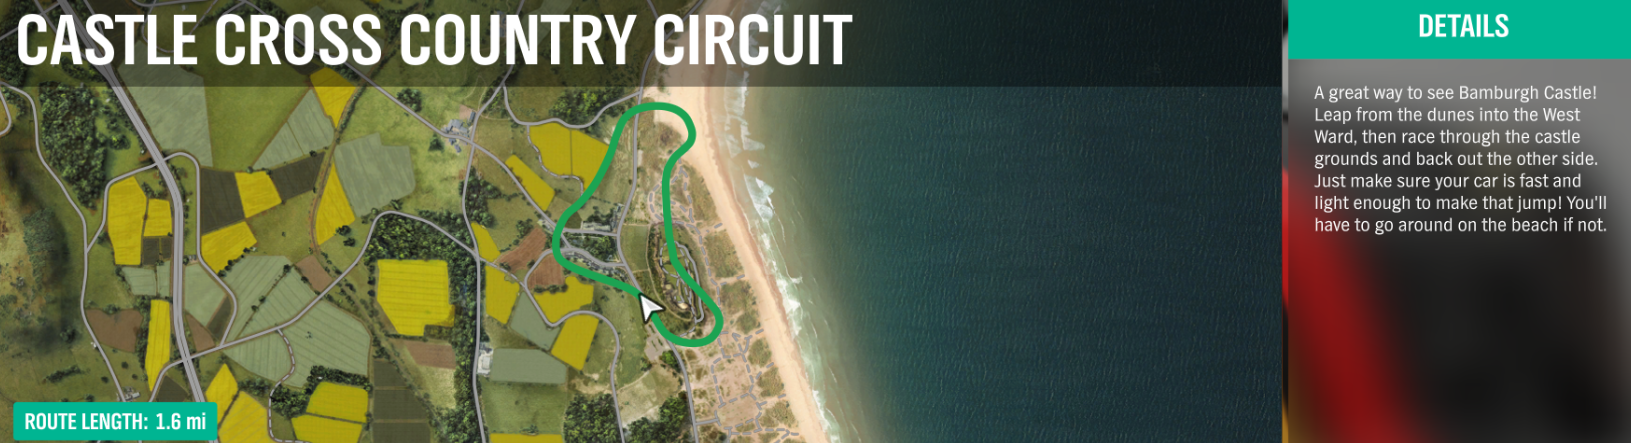 CASTLE CROSS COUNTRY CIRCUIT
DETAILS
A great way to see Bamburgh Castle!
Leap from the dunes into the West
Ward, then race through the castle
grounds and back out the other side.
Just make sure your car is fast and
light enough to make that jump! You'll
have to go around on the beach if not.
ROUTE LENGTH: 1.6 mi